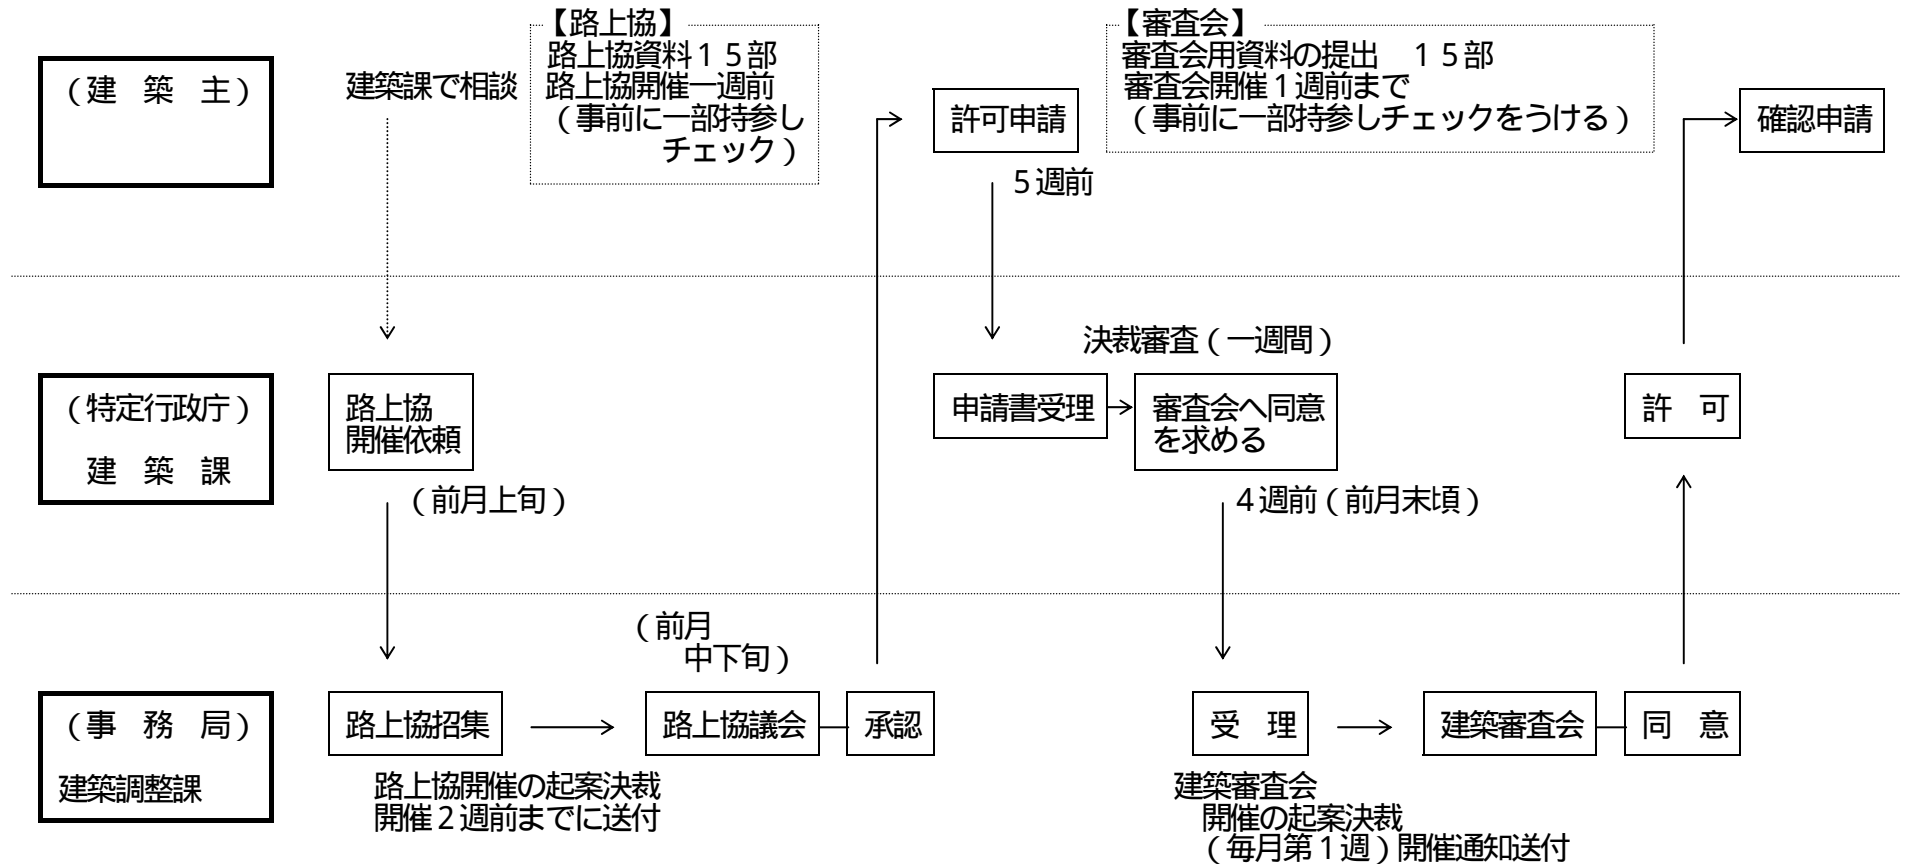 （建　築　主）
建築課で相談
【路上協】
路上協資料１５部
路上協開催一週前
（事前に一部持参し
チェック）
許可申請
５週前
【審査会】
審査会用資料の提出　１５部
審査会開催１週前まで
（事前に一部持参しチェックをうける）
確認申請
（特定行政庁）
建　築　課
路上協
開催依頼
（前月上旬）
申請書受理
決裁審査（一週間）
審査会へ同意
を求める
４週前（前月末頃）
許　可
（事　務　局）
建築調整課
路上協招集
路上協開催の起案決裁
開催２週前までに送付
（前月
中下旬）
路上協議会
承認
受　理
建築審査会
開催の起案決裁
（毎月第１週）開催通知送付
建築審査会
同　意